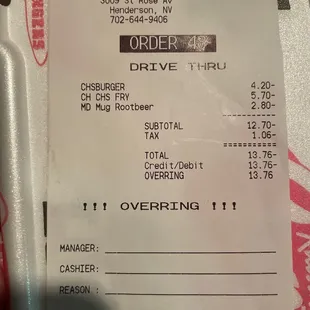 3009 St Rose Av
Henderson, NV
702-644-9406
ORDER
DRIVE THRU
CHSBURGER 4.20-
CH CHS FRY 5.70-
MD Mug Rootbeer 2.80-
-----------
SUBTOTAL 12.70-
TAX 1.06-
===========
TOTAL 13.76-
Credit/Debit 13.76-
OVERRING 13.76
!!! OVERRING !!!
MANAGER:
CASHIER:
REASON :